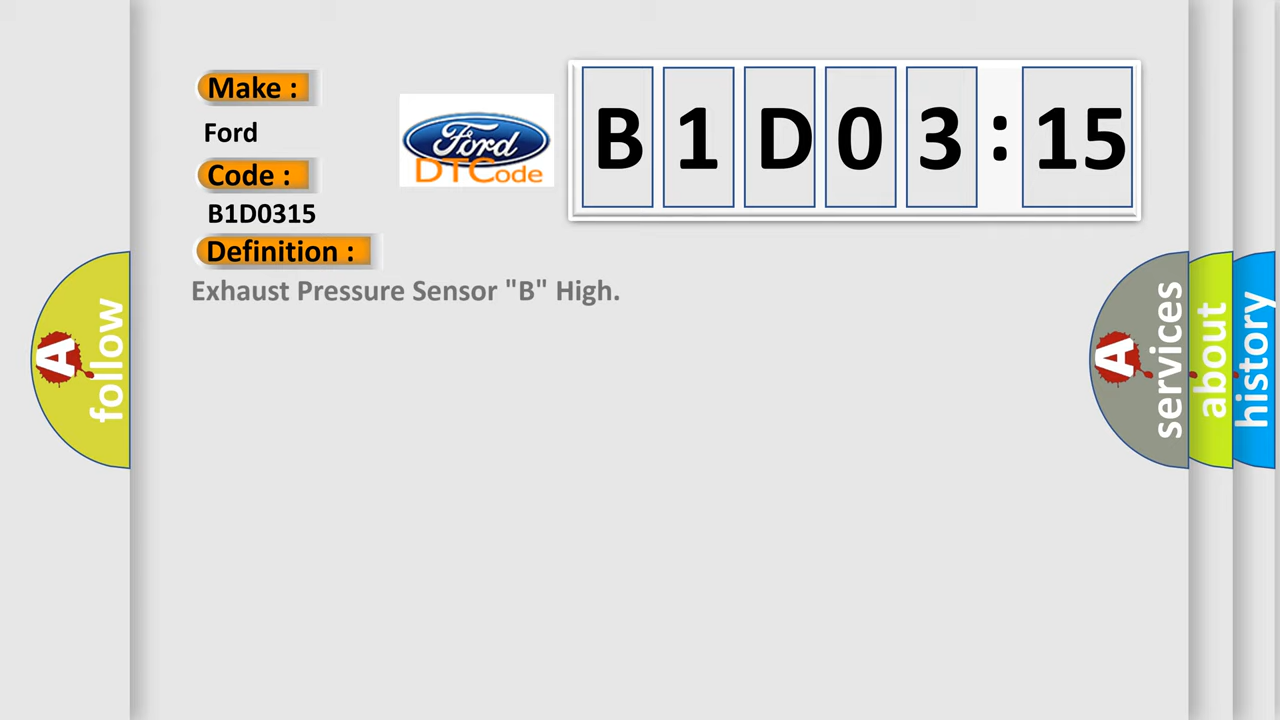 Make :
Ford
Code :
B1D0315
Definition :
Exhaust Pressure Sensor "B" High.
Ford
DTCode
B 1 D 0 3 : 15
A follow
A services
about
history